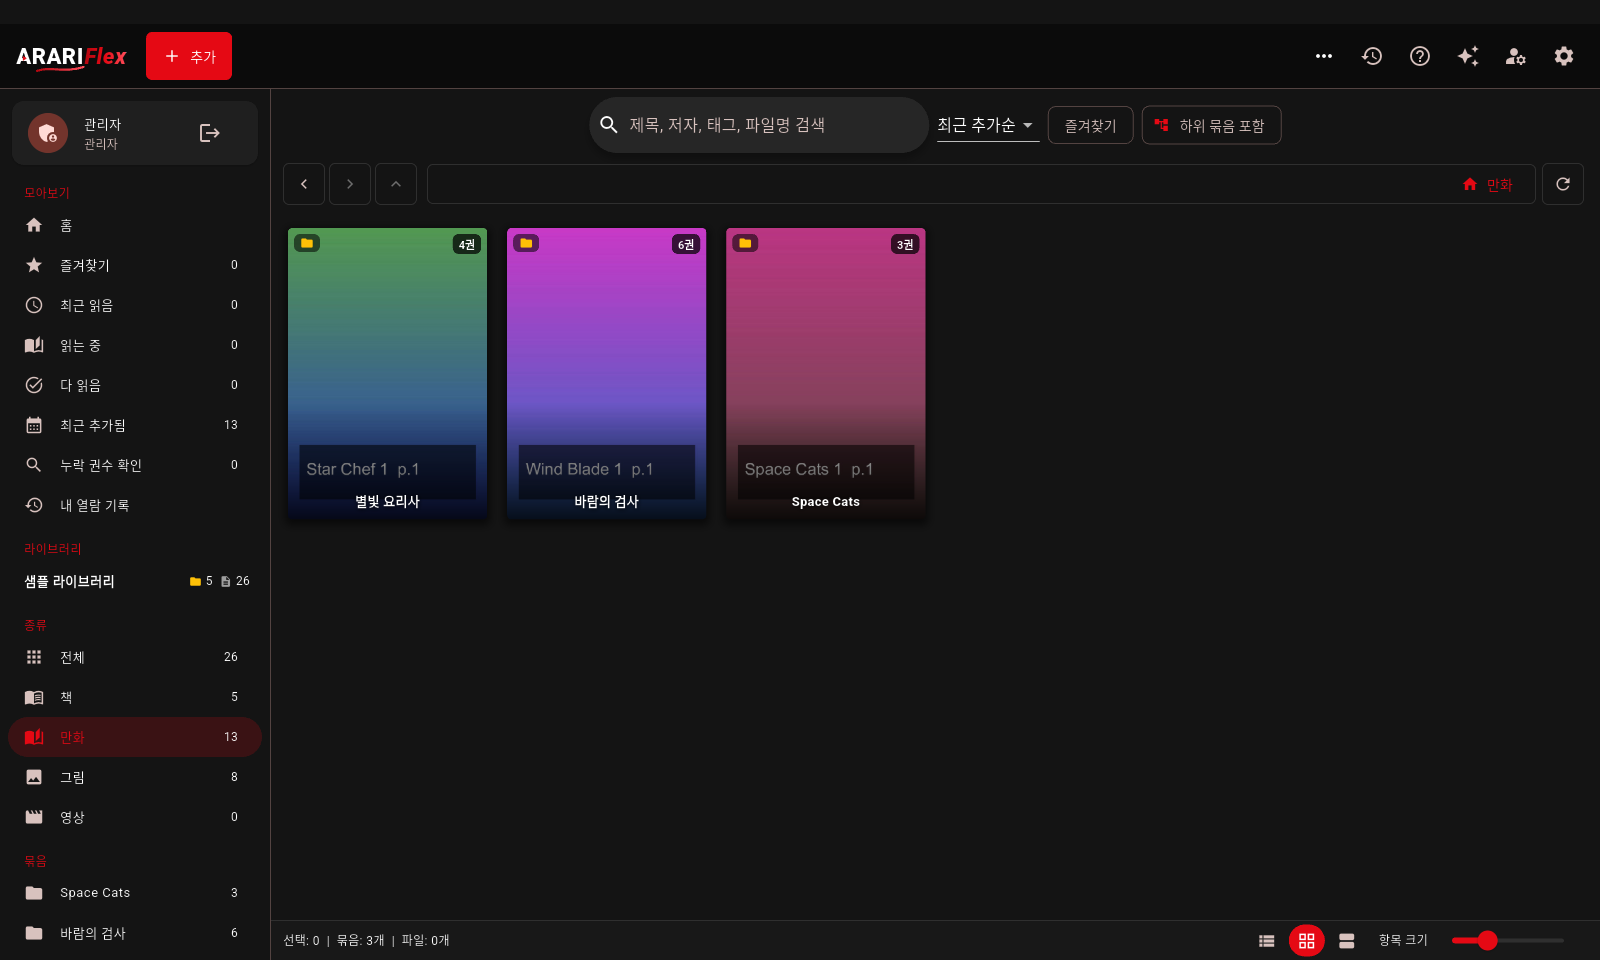 ARARIFlex
추가
관리자
관리자
제목, 저자, 태그, 파일명 검색
최근 추가순
즐겨찾기
하위 묶음 포함
만화
모아보기
홈
즐겨찾기 0
최근 읽음 0
읽는 중 0
다 읽음 0
최근 추가됨 13
누락 권수 확인 0
내 열람 기록
라이브러리
샘플 라이브러리 5 26
종류
전체 26
책 5
만화 13
그림 8
영상 0
묶음
Space Cats 3
바람의 검사 6
4권
Star Chef 1 p.1
별빛 요리사
6권
Wind Blade 1 p.1
바람의 검사
3권
Space Cats 1 p.1
Space Cats
선택: 0 | 묶음: 3개 | 파일: 0개
항목 크기